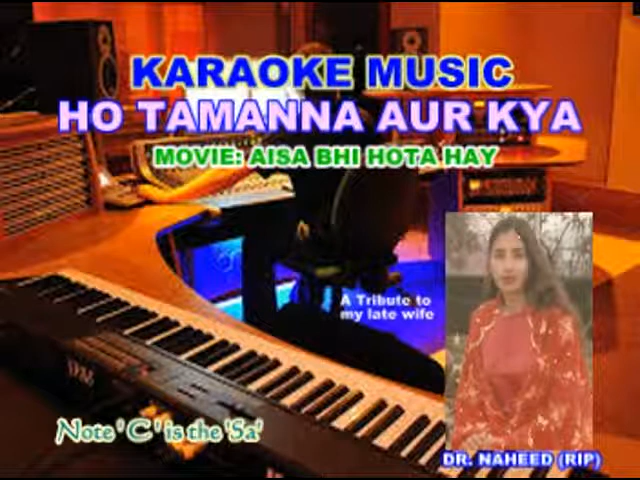 KARAOKE MUSIC
HO TAMANNA AUR KYA
MOVIE: AISA BHI HOTA HAY
A Tribute to
my late wife
Note 'C' is the 'Sa'
DR. NAHEED (RIP)